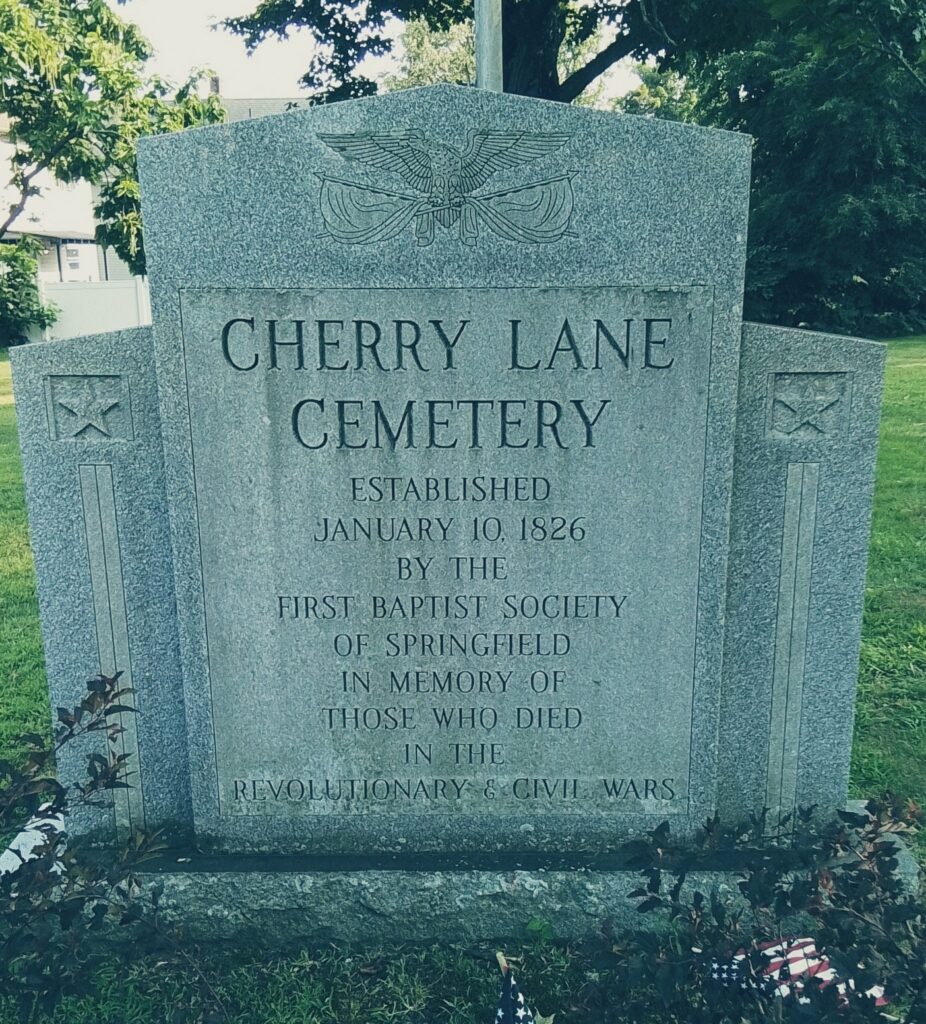 CHERRY LANE
CEMETERY
ESTABLISHED
JANUARY 10, 1826
BY THE
FIRST BAPTIST SOCIETY
OF SPRINGFIELD
IN MEMORY OF
THOSE WHO DIED
IN THE
REVOLUTIONARY & CIVIL WARS